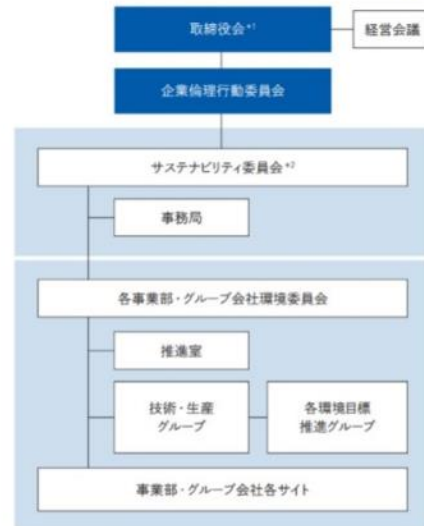 取締役会*1
経営会議
企業倫理行動委員会
サステナビリティ委員会*2
事務局
各事業部・グループ会社環境委員会
推進室
技術・生産
グループ
各環境目標
推進グループ
事業部・グループ会社各サイト